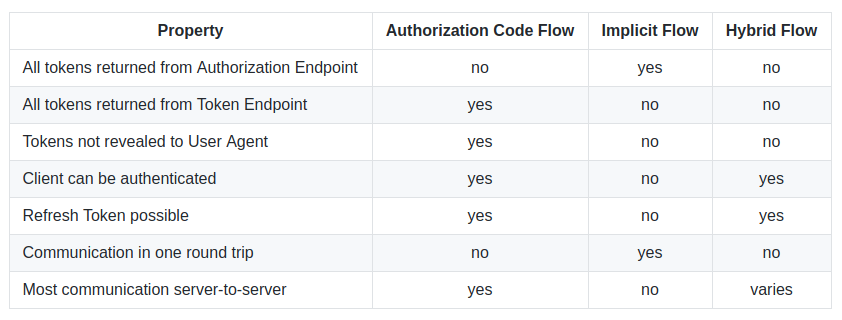 Property Authorization Code Flow Implicit Flow Hybrid Flow
All tokens returned from Authorization Endpoint no yes no
All tokens returned from Token Endpoint yes no no
Tokens not revealed to User Agent yes no no
Client can be authenticated yes no yes
Refresh Token possible yes no yes
Communication in one round trip no yes no
Most communication server-to-server yes no varies